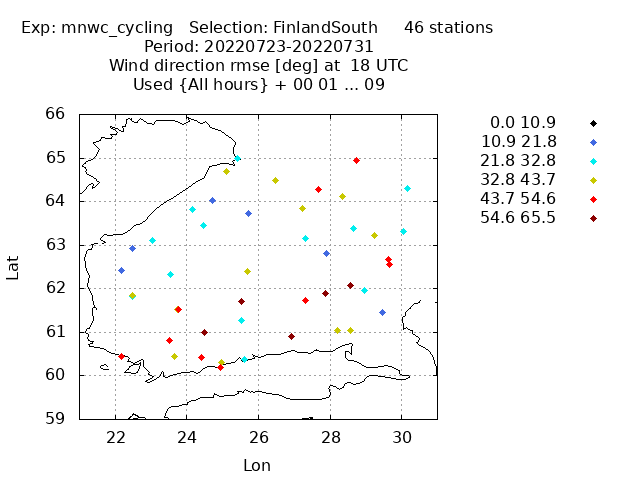 Exp: mnwc_cycling   Selection: FinlandSouth     46 stations
Period: 20220723-20220731
Wind direction rmse [deg] at  18 UTC
Used {All hours} + 00 01 ... 09
66
65
64
63
62
61
60
59
22 24 26 28 30
Lat
Lon
0.0 10.9
10.9 21.8
21.8 32.8
32.8 43.7
43.7 54.6
54.6 65.5